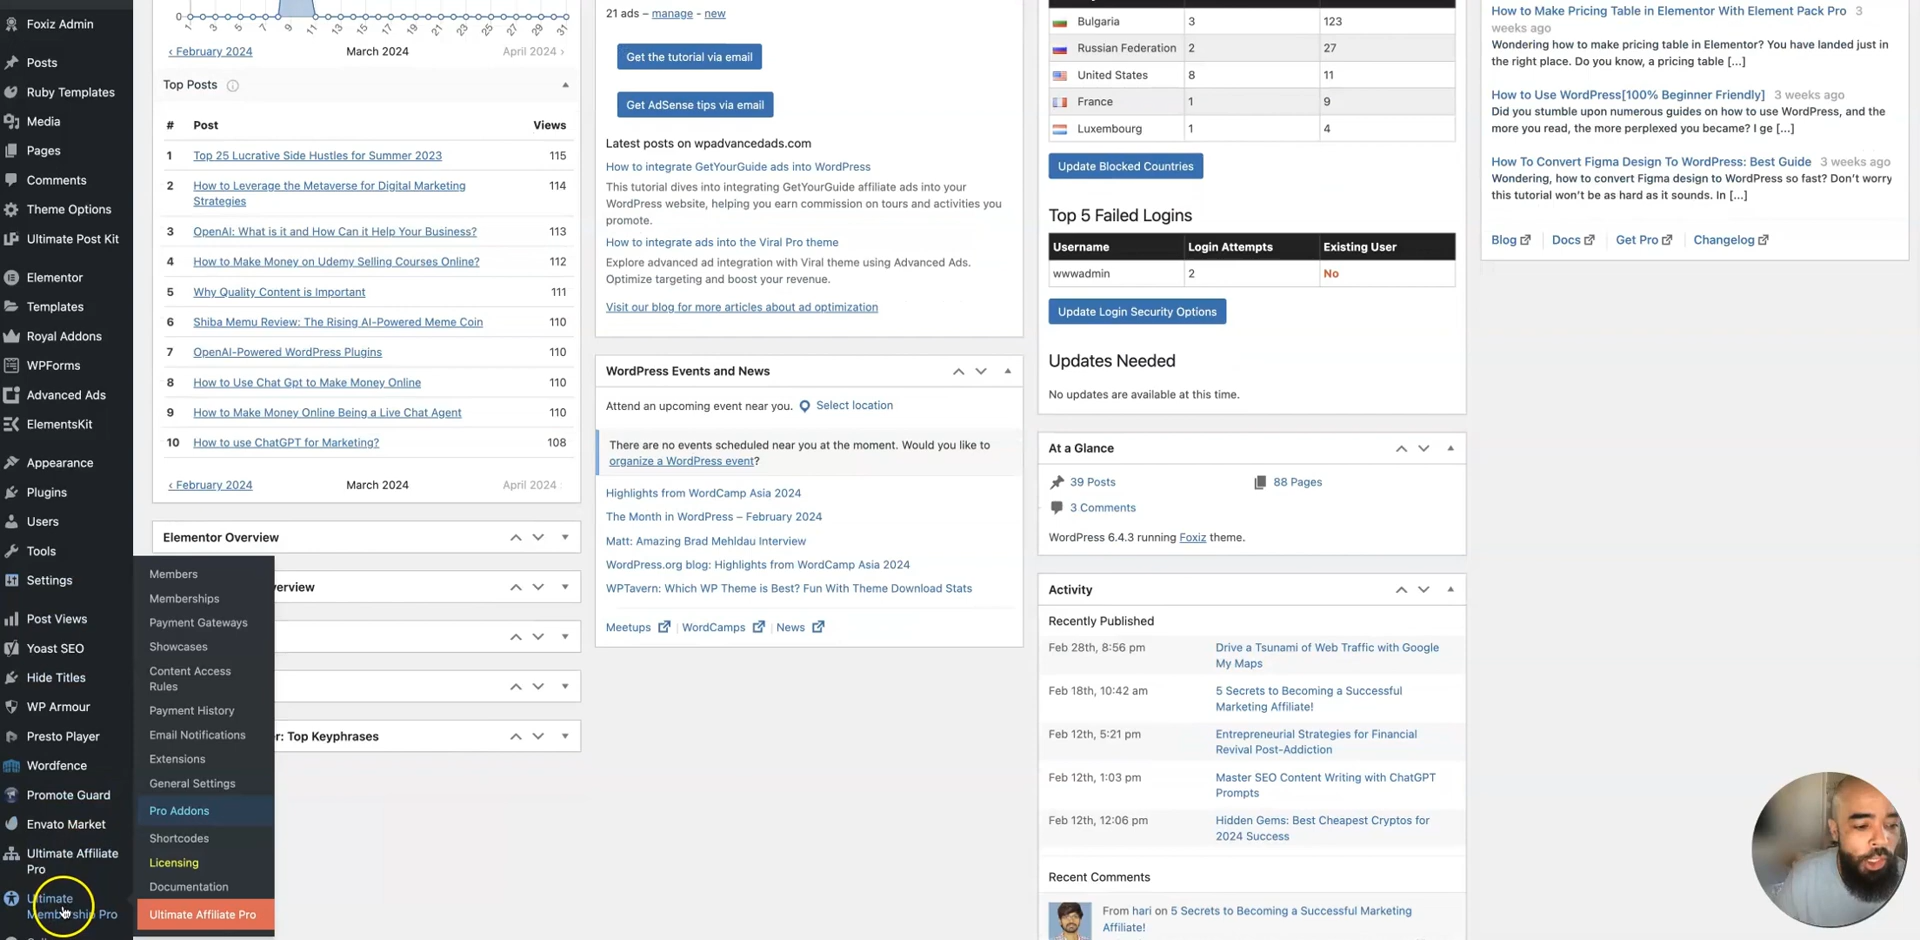 Foxiz Admin
Posts
Ruby Templates
Media
Pages
Comments
Theme Options
Ultimate Post Kit
Elementor
Templates
Royal Addons
WPForms
Advanced Ads
ElementsKit
Appearance
Plugins
Users
Tools
Settings
Post Views
Yoast SEO
Hide Titles
WP Armour
Presto Player
Wordfence
Promote Guard
Envato Market
Ultimate Affiliate
Pro
Ultimate
Membership Pro
Members
Memberships
Payment Gateways
Showcases
Content Access
Rules
Payment History
Email Notifications
Extensions
General Settings
Pro Addons
Shortcodes
Licensing
Documentation
Ultimate Affiliate Pro
0
1 3 5 7 9 11 13 15 17 19 21 23 25 27 29 31
‹ February 2024 March 2024 April 2024 ›
Top Posts
# Post Views
1 Top 25 Lucrative Side Hustles for Summer 2023 115
2 How to Leverage the Metaverse for Digital Marketing 114
Strategies
3 OpenAI: What is it and How Can it Help Your Business? 113
4 How to Make Money on Udemy Selling Courses Online? 112
5 Why Quality Content is Important 111
6 Shiba Memu Review: The Rising AI-Powered Meme Coin 110
7 OpenAI-Powered WordPress Plugins 110
8 How to Use Chat Gpt to Make Money Online 110
9 How to Make Money Online Being a Live Chat Agent 110
10 How to use ChatGPT for Marketing? 108
‹ February 2024 March 2024 April 2024
Elementor Overview
erview
r: Top Keyphrases
21 ads – manage - new
Get the tutorial via email
Get AdSense tips via email
Latest posts on wpadvancedads.com
How to integrate GetYourGuide ads into WordPress
This tutorial dives into integrating GetYourGuide affiliate ads into your
WordPress website, helping you earn commission on tours and activities you
promote.
How to integrate ads into the Viral Pro theme
Explore advanced ad integration with Viral theme using Advanced Ads.
Optimize targeting and boost your revenue.
Visit our blog for more articles about ad optimization
WordPress Events and News
Attend an upcoming event near you. Select location
There are no events scheduled near you at the moment. Would you like to
organize a WordPress event?
Highlights from WordCamp Asia 2024
The Month in WordPress – February 2024
Matt: Amazing Brad Mehldau Interview
WordPress.org blog: Highlights from WordCamp Asia 2024
WPTavern: Which WP Theme is Best? Fun With Theme Download Stats
Meetups | WordCamps | News
Bulgaria 3 123
Russian Federation 2 27
United States 8 11
France 1 9
Luxembourg 1 4
Update Blocked Countries
Top 5 Failed Logins
Username Login Attempts Existing User
wwwadmin 2 No
Update Login Security Options
Updates Needed
No updates are available at this time.
At a Glance
39 Posts 88 Pages
3 Comments
WordPress 6.4.3 running Foxiz theme.
Activity
Recently Published
Feb 28th, 8:56 pm Drive a Tsunami of Web Traffic with Google
My Maps
Feb 18th, 10:42 am 5 Secrets to Becoming a Successful
Marketing Affiliate!
Feb 12th, 5:21 pm Entrepreneurial Strategies for Financial
Revival Post-Addiction
Feb 12th, 1:03 pm Master SEO Content Writing with ChatGPT
Prompts
Feb 12th, 12:06 pm Hidden Gems: Best Cheapest Cryptos for
2024 Success
Recent Comments
From hari on 5 Secrets to Becoming a Successful Marketing
Affiliate!
How to Make Pricing Table in Elementor With Element Pack Pro 3
weeks ago
Wondering how to make pricing table in Elementor? You have landed just in
the right place. Do you know, a pricing table […]
How to Use WordPress[100% Beginner Friendly] 3 weeks ago
Did you stumble upon numerous guides on how to use WordPress, and the
more you read, the more perplexed you became? I ge […]
How To Convert Figma Design To WordPress: Best Guide 3 weeks ago
Wondering, how to convert Figma design to WordPress so fast? Don't worry
this tutorial won't be as hard as it sounds. In […]
Blog | Docs | Get Pro | Changelog